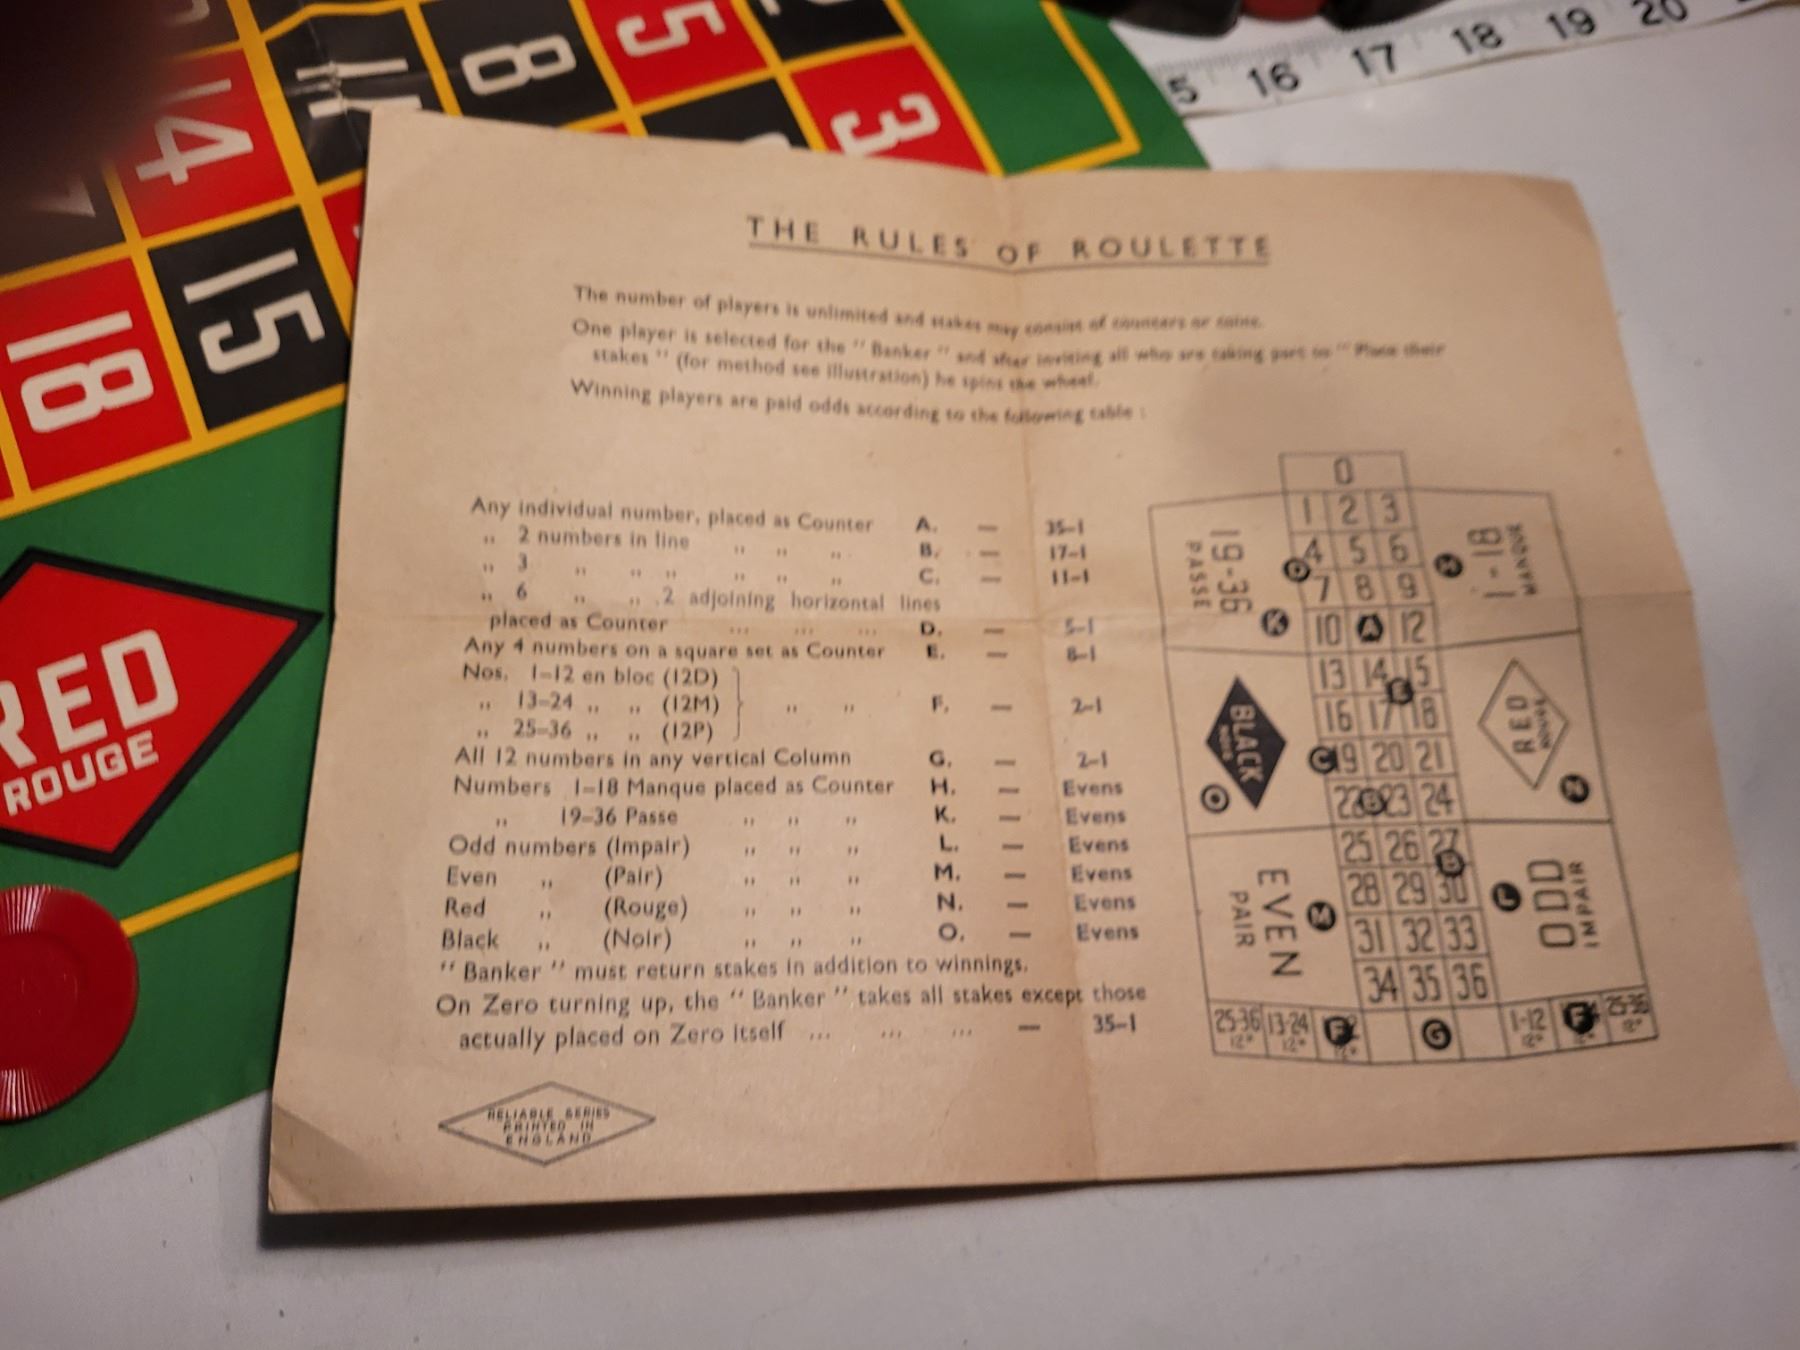 THE RULES OF ROULETTE
The number of players is unlimited and stakes may consist of counters or coins.
One player is selected for the "Banker" and after inviting all who are taking part to "Place their
stakes" (for method see illustration) he spins the wheel.
Winning players are paid odds according to the following table :
Any individual number, placed as Counter A. — 35-1
,, 2 numbers in line ,, ,, ,, B. — 17-1
,, 3 ,, ,, ,, ,, ,, ,, C. — 11-1
,, 6 ,, ,, 2 adjoining horizontal lines
placed as Counter ... ... ... D. — 5-1
Any 4 numbers on a square set as Counter E. — 8-1
Nos. 1-12 en bloc (12D)
,, 13-24 ,, ,, (12M) ,, ,, F. — 2-1
,, 25-36 ,, ,, (12P)
All 12 numbers in any vertical Column G. — 2-1
Numbers 1-18 Manque placed as Counter H. — Evens
,, 19-36 Passe ,, ,, ,, K. — Evens
Odd numbers (Impair) ,, ,, ,, L. — Evens
Even ,, (Pair) ,, ,, ,, M. — Evens
Red ,, (Rouge) ,, ,, ,, N. — Evens
Black ,, (Noir) ,, ,, ,, O. — Evens
"Banker" must return stakes in addition to winnings.
On Zero turning up, the "Banker" takes all stakes except those
actually placed on Zero itself ... ... ... — 35-1
RELIABLE SERIES
PRINTED IN
ENGLAND
0
1 2 3
4 5 6
7 8 9
10 A 12
13 14 15
E
16 17 18
C 19 20 21
22 B 23 24
25 26 27
B
28 29 30
31 32 33
34 35 36
19-36
PASSE
K
O
1-18
MANQUE
BLACK
NOIR
O
RED
ROUGE
N
EVEN
PAIR
M
ODD
IMPAIR
L
25-36 13-24 F G 1-12 F 25-36
RED
ROUGE
14
11
8
5
3
18
15
16 17 18 19 20